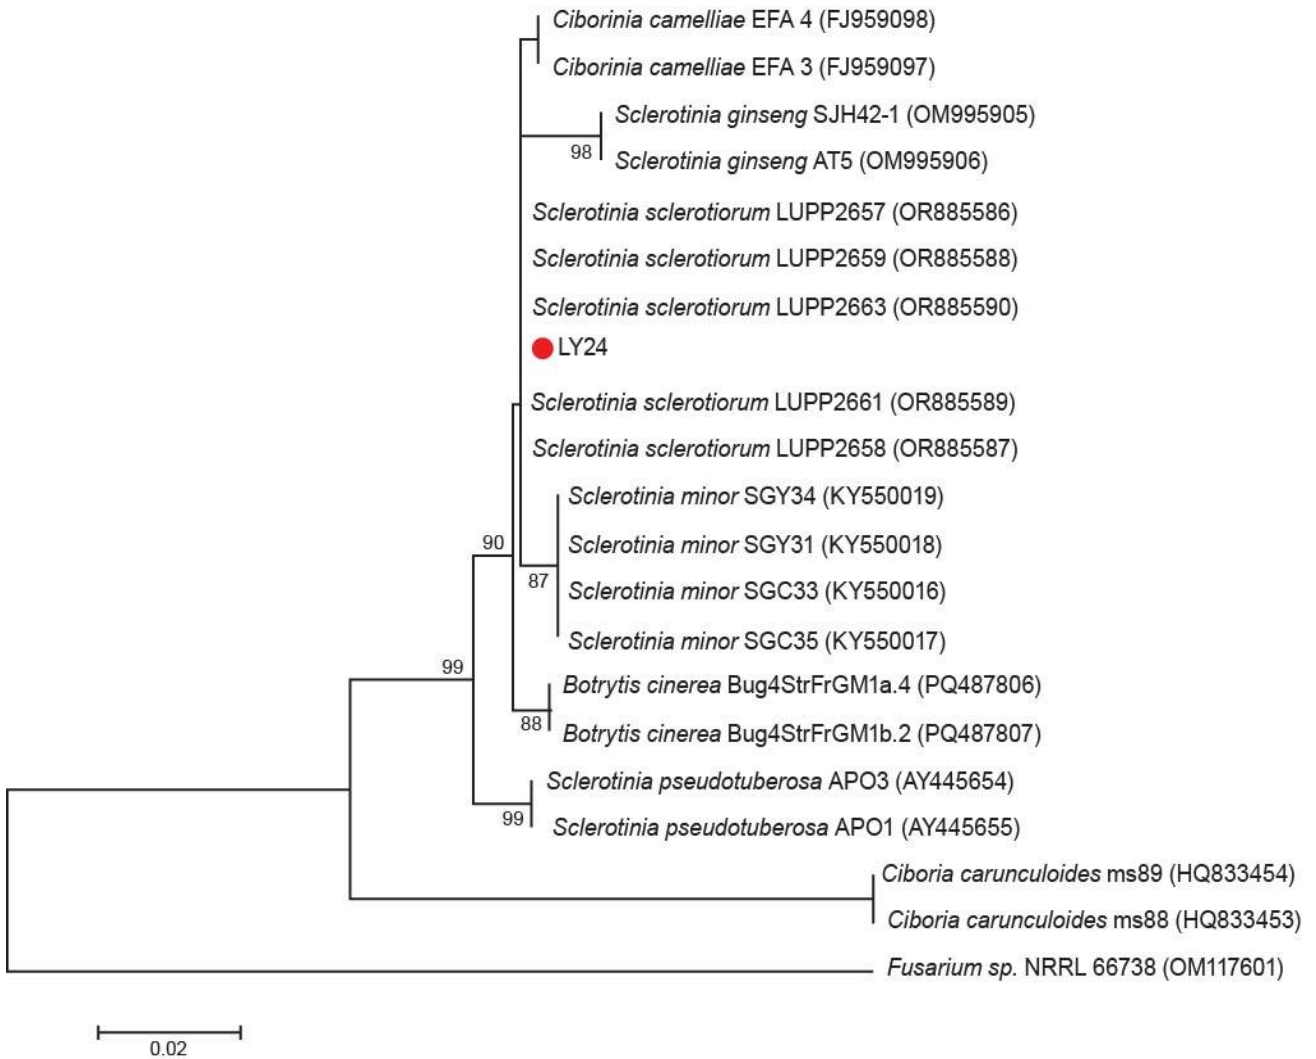 Ciborinia camelliae EFA 4 (FJ959098)
Ciborinia camelliae EFA 3 (FJ959097)
Sclerotinia ginseng SJH42-1 (OM995905)
98
Sclerotinia ginseng AT5 (OM995906)
Sclerotinia sclerotiorum LUPP2657 (OR885586)
Sclerotinia sclerotiorum LUPP2659 (OR885588)
Sclerotinia sclerotiorum LUPP2663 (OR885590)
LY24
Sclerotinia sclerotiorum LUPP2661 (OR885589)
Sclerotinia sclerotiorum LUPP2658 (OR885587)
Sclerotinia minor SGY34 (KY550019)
90
Sclerotinia minor SGY31 (KY550018)
87
Sclerotinia minor SGC33 (KY550016)
Sclerotinia minor SGC35 (KY550017)
99
Botrytis cinerea Bug4StrFrGM1a.4 (PQ487806)
88
Botrytis cinerea Bug4StrFrGM1b.2 (PQ487807)
Sclerotinia pseudotuberosa APO3 (AY445654)
99
Sclerotinia pseudotuberosa APO1 (AY445655)
Ciboria carunculoides ms89 (HQ833454)
Ciboria carunculoides ms88 (HQ833453)
Fusarium sp. NRRL 66738 (OM117601)
0.02